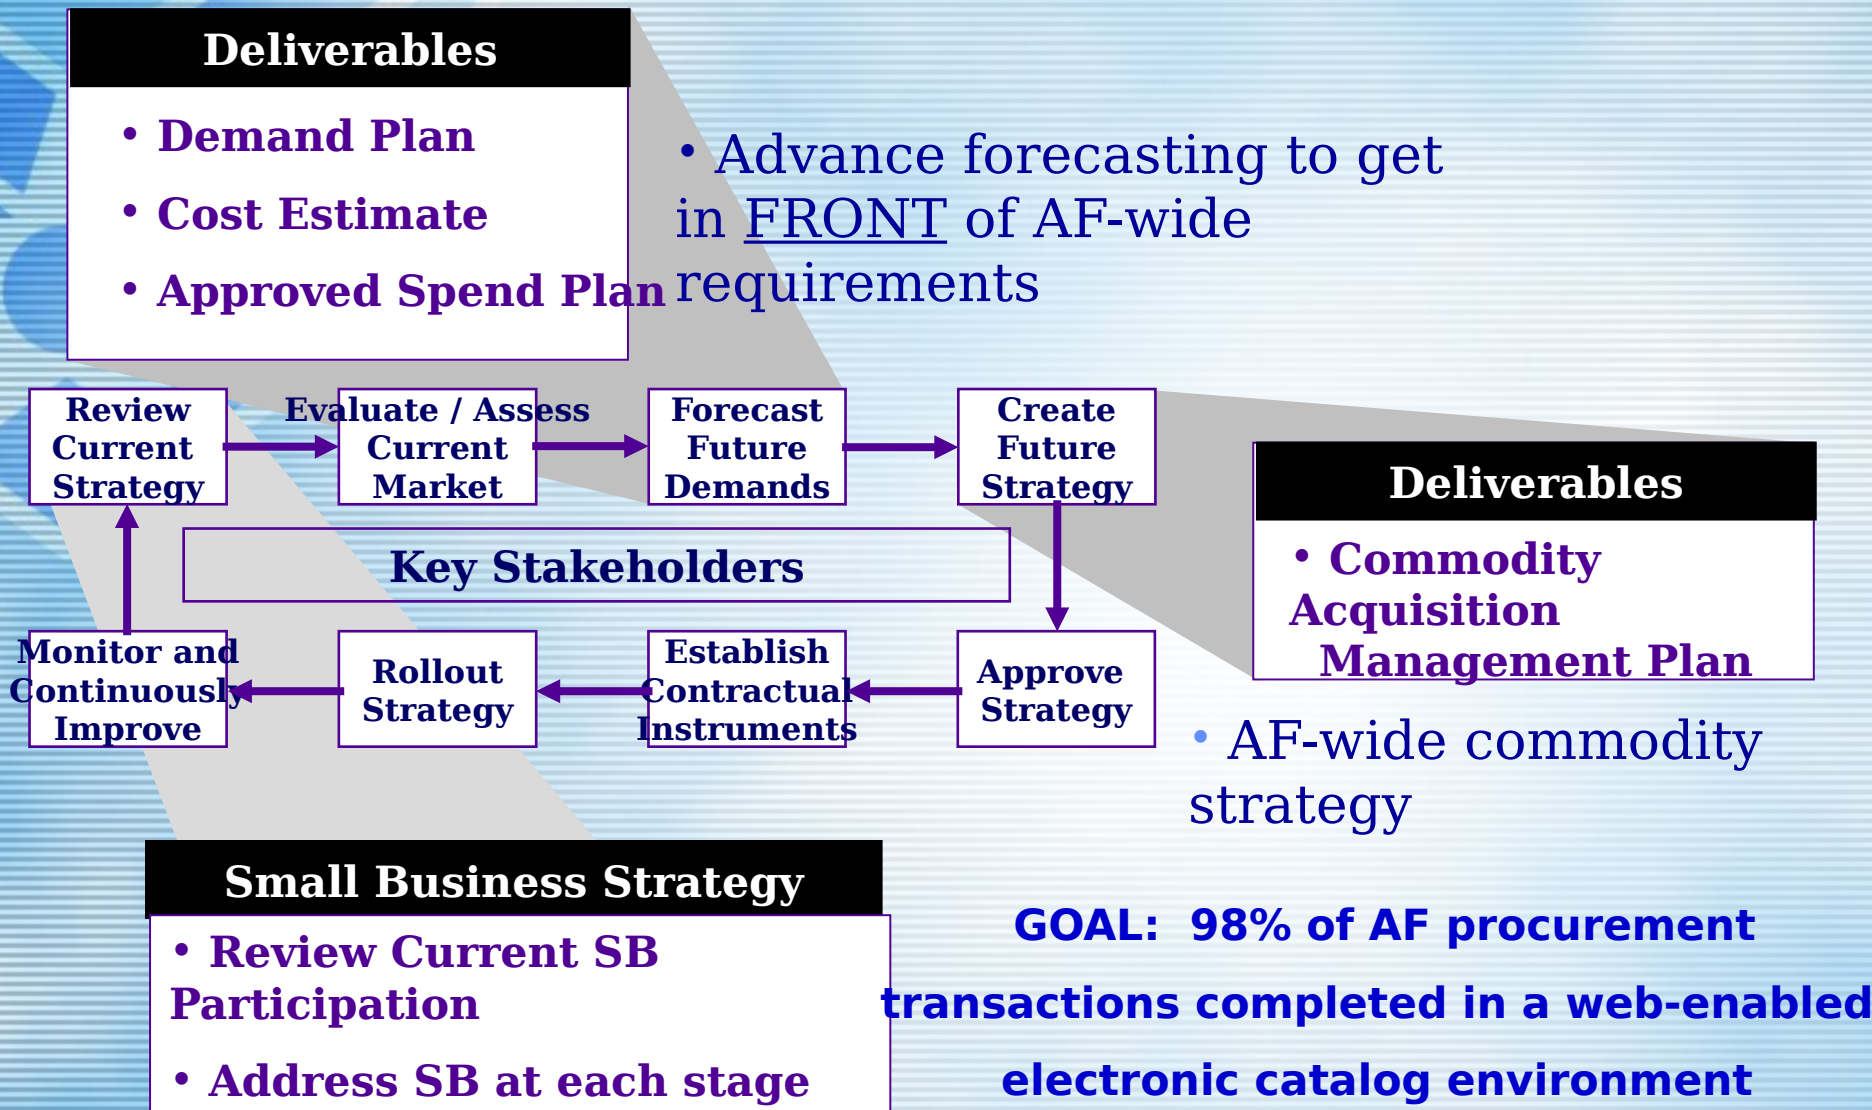 Deliverables
• Demand Plan
• Cost Estimate
• Approved Spend Plan
• Advance forecasting to get
in FRONT of AF-wide
requirements
Review
Current
Strategy
Evaluate / Assess
Current
Market
Forecast
Future
Demands
Create
Future
Strategy
Deliverables
• Commodity
Acquisition
Management Plan
Key Stakeholders
Monitor and
Continuously
Improve
Rollout
Strategy
Establish
Contractual
Instruments
Approve
Strategy
• AF-wide commodity
strategy
Small Business Strategy
• Review Current SB
Participation
• Address SB at each stage
GOAL:  98% of AF procurement
transactions completed in a web-enabled
electronic catalog environment